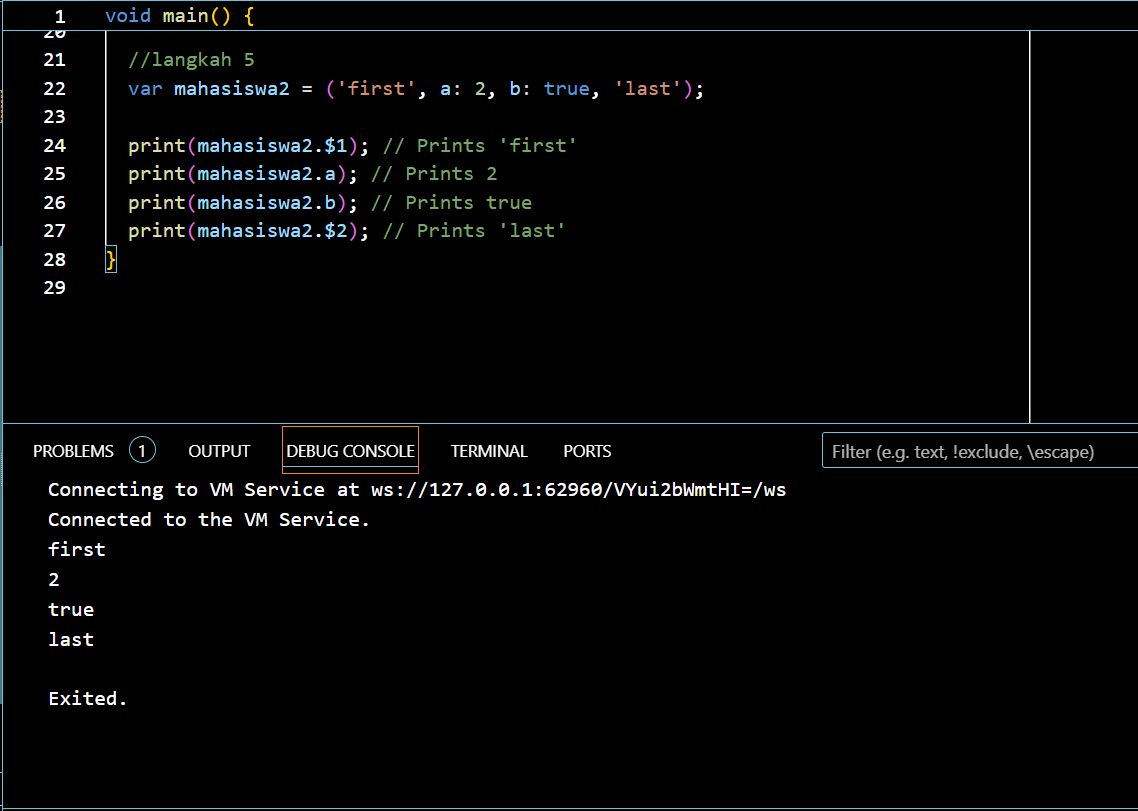 1 void main() {
20
21 //langkah 5
22 var mahasiswa2 = ('first', a: 2, b: true, 'last');
23
24 print(mahasiswa2.$1); // Prints 'first'
25 print(mahasiswa2.a); // Prints 2
26 print(mahasiswa2.b); // Prints true
27 print(mahasiswa2.$2); // Prints 'last'
28 }
29
PROBLEMS 1 OUTPUT DEBUG CONSOLE TERMINAL PORTS Filter (e.g. text, !exclude, \escape)
Connecting to VM Service at ws://127.0.0.1:62960/VYui2bWmtHI=/ws
Connected to the VM Service.
first
2
true
last
Exited.